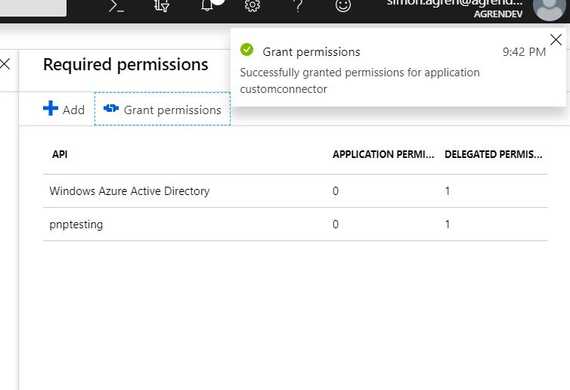 simon.agren@agrend...
AGRENDEV
Grant permissions 9:42 PM
Successfully granted permissions for application
customconnector
Required permissions
Add Grant permissions
API APPLICATION PERMI... DELEGATED PERMIS...
Windows Azure Active Directory 0 1
pnptesting 0 1